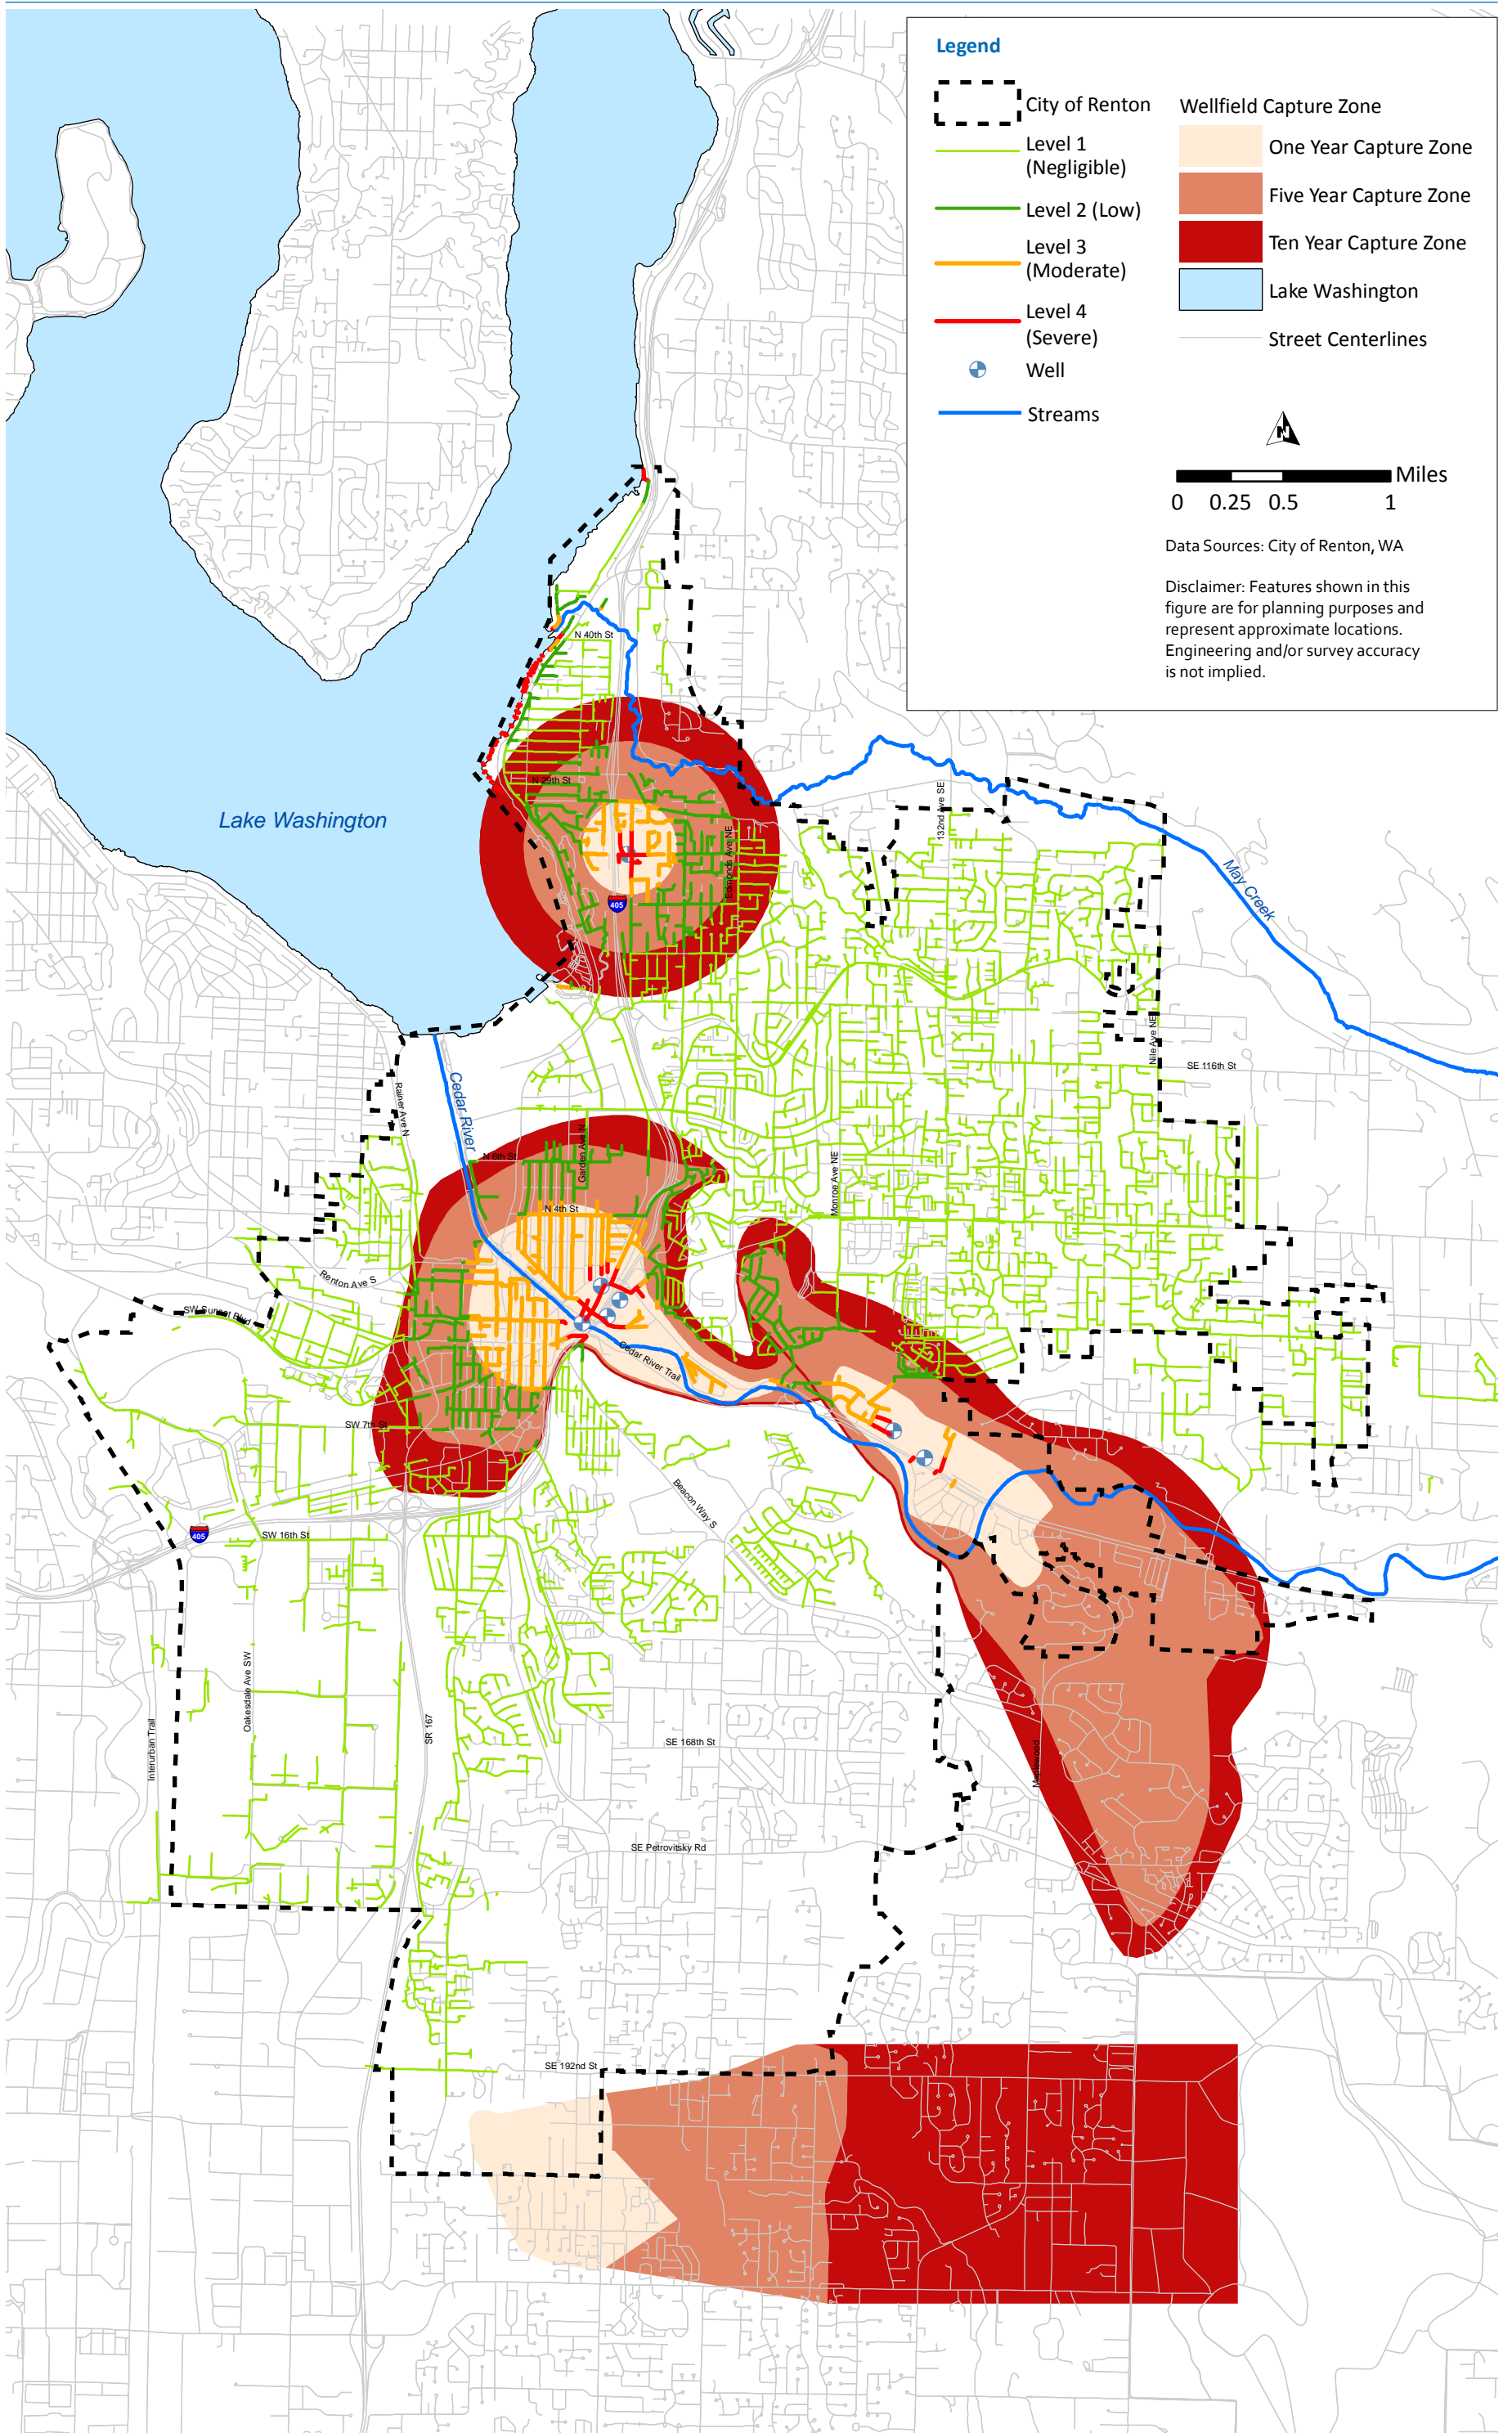 Legend
City of Renton
Level 1
(Negligible)
Level 2 (Low)
Level 3
(Moderate)
Level 4
(Severe)
Well
Streams
Wellfield Capture Zone
One Year Capture Zone
Five Year Capture Zone
Ten Year Capture Zone
Lake Washington
Street Centerlines
N
Miles
0 0.25 0.5 1
Data Sources: City of Renton, WA
Disclaimer: Features shown in this
figure are for planning purposes and
represent approximate locations.
Engineering and/or survey accuracy
is not implied.
N 40th St
N 29th St
132nd Ave SE
Lake Washington
Edmonds Ave NE
May Creek
405
Nile Ave NE
SE 116th St
Rainer Ave N
Cedar River
Garden Ave N
N 8th St
Monroe Ave NE
N 4th St
Renton Ave S
SW Sunset Blvd
Cedar River Trail
SW 7th St
Beacon Way S
405
SW 16th St
Oakesdale Ave SW
Interurban Trail
SR 167
SE 168th St
Maplewood
SE Petrovitsky Rd
SE 192nd St